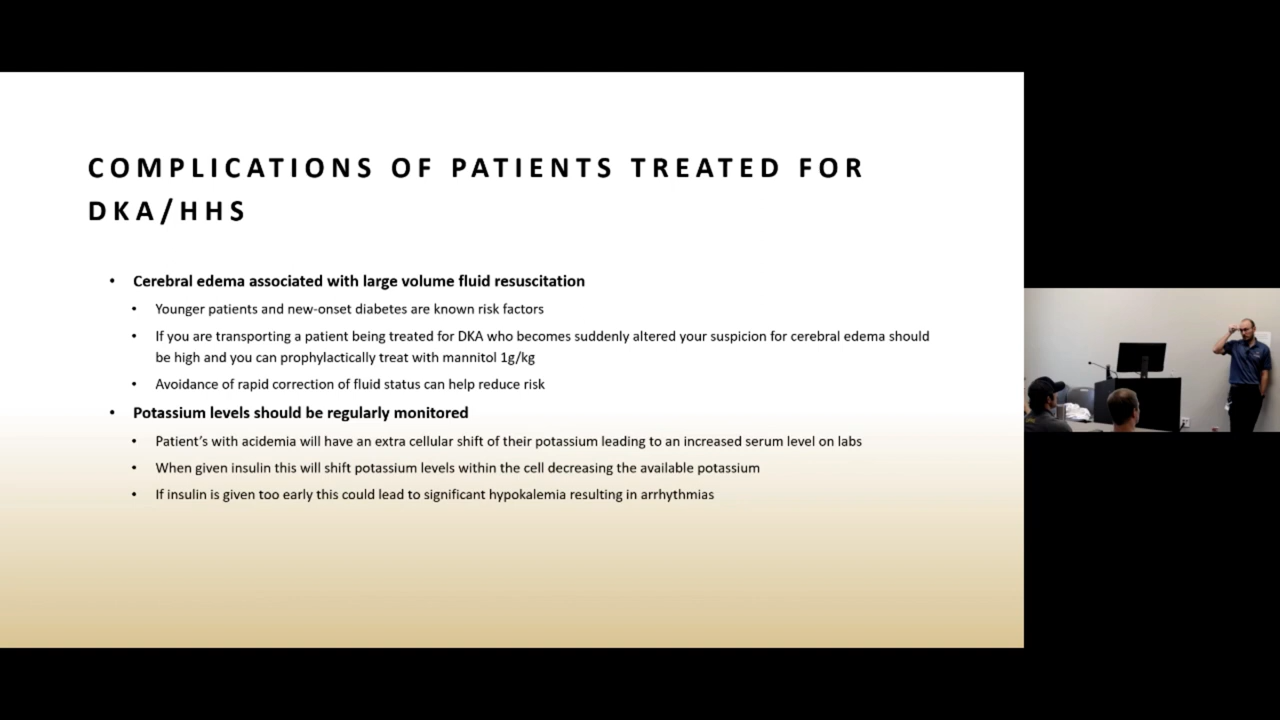 COMPLICATIONS OF PATIENTS TREATED FOR
DKA/HHS
• Cerebral edema associated with large volume fluid resuscitation
• Younger patients and new-onset diabetes are known risk factors
• If you are transporting a patient being treated for DKA who becomes suddenly altered your suspicion for cerebral edema should
be high and you can prophylactically treat with mannitol 1g/kg
• Avoidance of rapid correction of fluid status can help reduce risk
• Potassium levels should be regularly monitored
• Patient’s with acidemia will have an extra cellular shift of their potassium leading to an increased serum level on labs
• When given insulin this will shift potassium levels within the cell decreasing the available potassium
• If insulin is given too early this could lead to significant hypokalemia resulting in arrhythmias